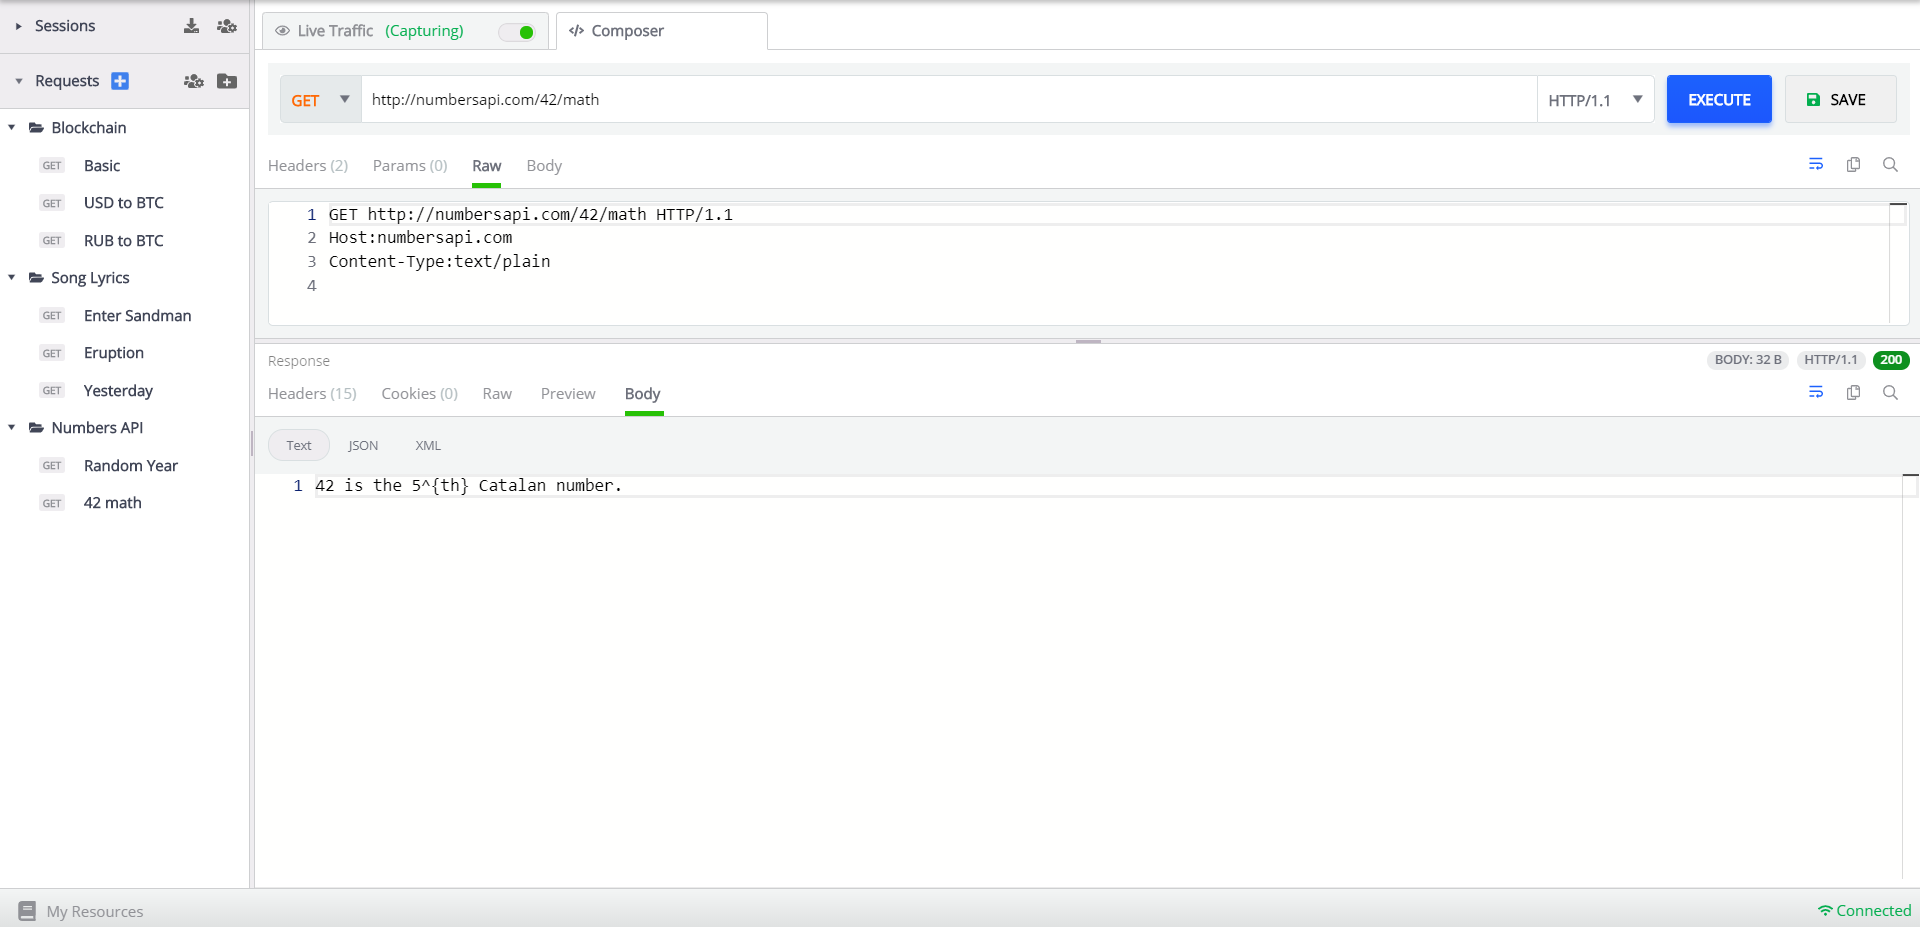 Sessions
Requests
Blockchain
GET Basic
GET USD to BTC
GET RUB to BTC
Song Lyrics
GET Enter Sandman
GET Eruption
GET Yesterday
Numbers API
GET Random Year
GET 42 math
Live Traffic (Capturing)
</> Composer
GET http://numbersapi.com/42/math HTTP/1.1 EXECUTE SAVE
Headers (2) Params (0) Raw Body
1 GET http://numbersapi.com/42/math HTTP/1.1
2 Host:numbersapi.com
3 Content-Type:text/plain
4
Response BODY: 32 B HTTP/1.1 200
Headers (15) Cookies (0) Raw Preview Body
Text JSON XML
1 42 is the 5^{th} Catalan number.
My Resources Connected